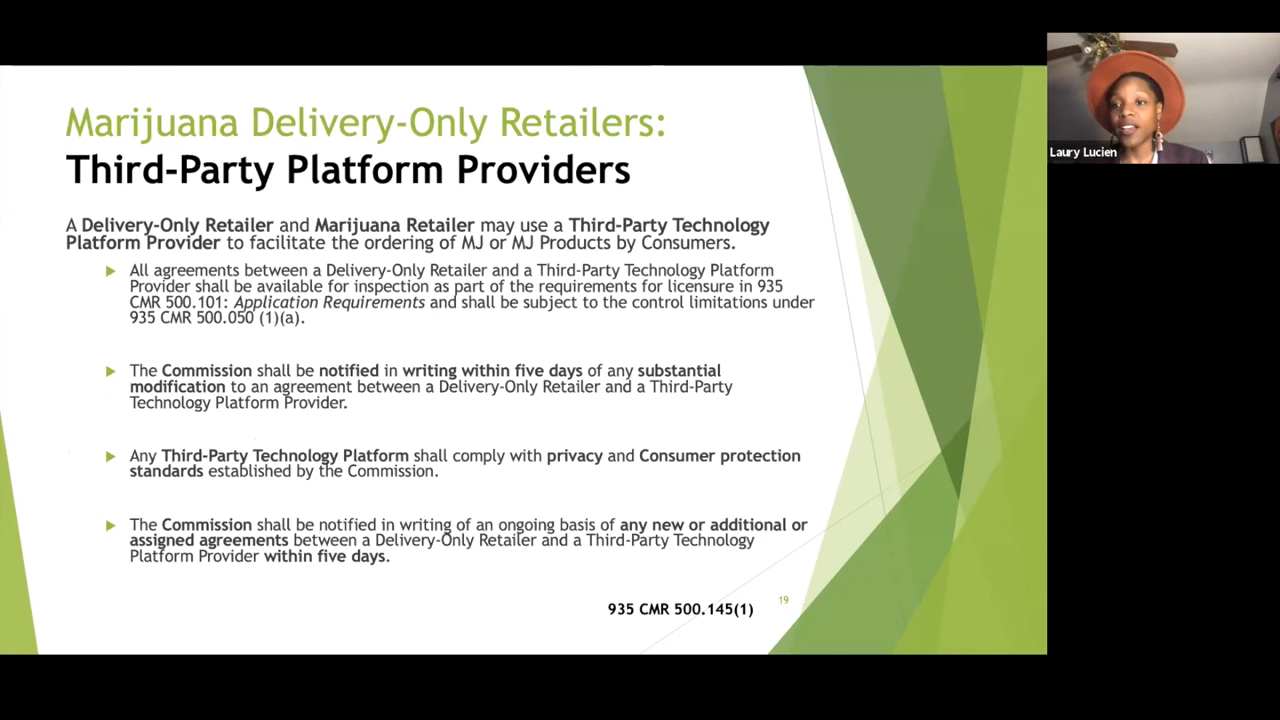 Marijuana Delivery-Only Retailers:
Third-Party Platform Providers
A Delivery-Only Retailer and Marijuana Retailer may use a Third-Party Technology
Platform Provider to facilitate the ordering of MJ or MJ Products by Consumers.
All agreements between a Delivery-Only Retailer and a Third-Party Technology Platform
Provider shall be available for inspection as part of the requirements for licensure in 935
CMR 500.101: Application Requirements and shall be subject to the control limitations under
935 CMR 500.050 (1)(a).
The Commission shall be notified in writing within five days of any substantial
modification to an agreement between a Delivery-Only Retailer and a Third-Party
Technology Platform Provider.
Any Third-Party Technology Platform shall comply with privacy and Consumer protection
standards established by the Commission.
The Commission shall be notified in writing of an ongoing basis of any new or additional or
assigned agreements between a Delivery-Only Retailer and a Third-Party Technology
Platform Provider within five days.
935 CMR 500.145(1)
19
Laury Lucien